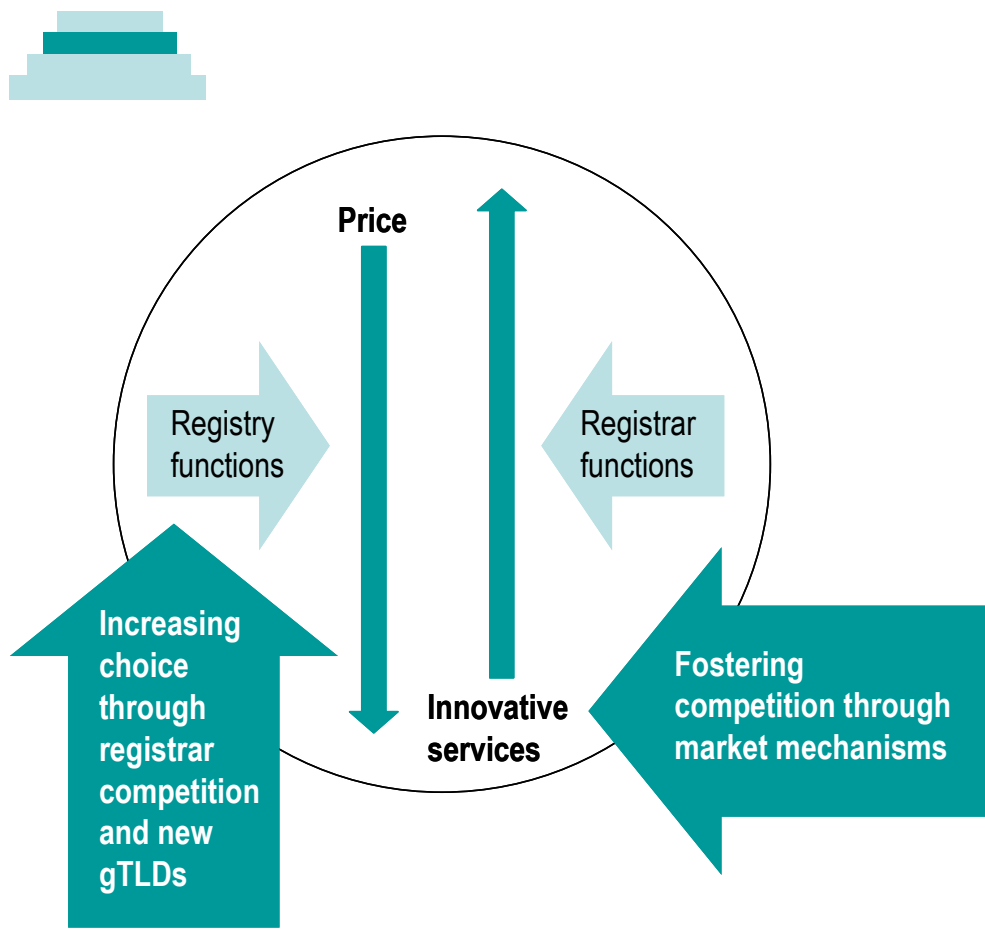 Price
Registry
functions
Registrar
functions
Increasing
choice
through
registrar
competition
and new
gTLDs
Innovative
services
Fostering
competition through
market mechanisms